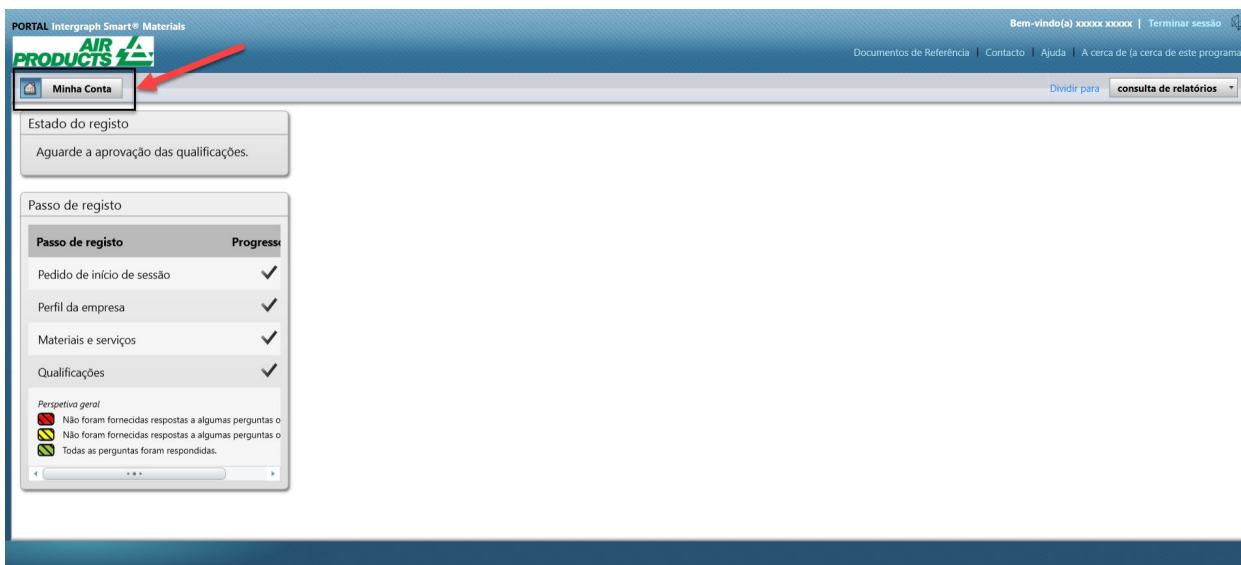 PORTAL Intergraph Smart® Materials
Bem-vindo(a) xxxxx xxxxx | Terminar sessão
AIR PRODUCTS
Documentos de Referência | Contacto | Ajuda | A cerca de (a cerca de este programa
Minha Conta
Dividir para consulta de relatórios
Estado do registo
Aguarde a aprovação das qualificações.
Passo de registo
Passo de registo Progresso
Pedido de início de sessão
Perfil da empresa
Materiais e serviços
Qualificações
Perspetiva geral
Não foram fornecidas respostas a algumas perguntas o
Não foram fornecidas respostas a algumas perguntas o
Todas as perguntas foram respondidas.